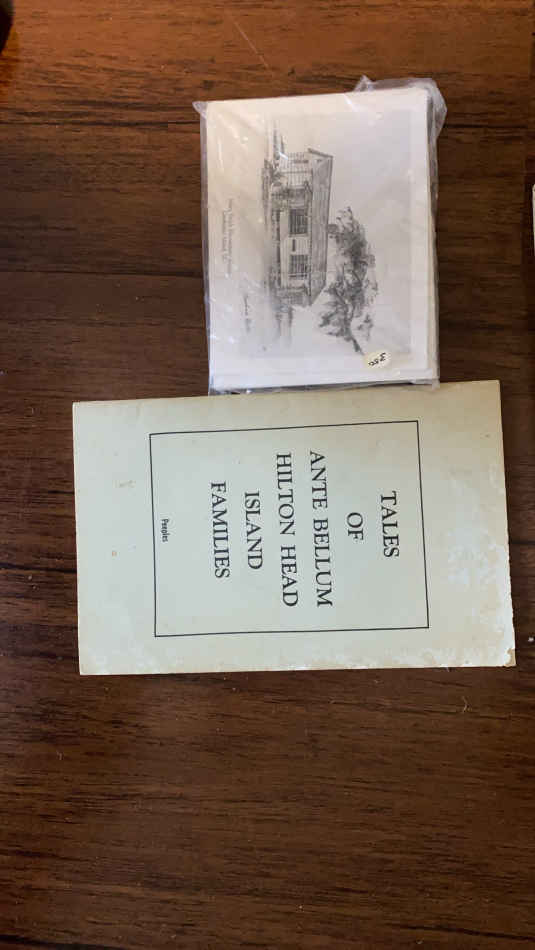 TALES
OF
ANTE BELLUM
HILTON HEAD
ISLAND
FAMILIES
Peeples